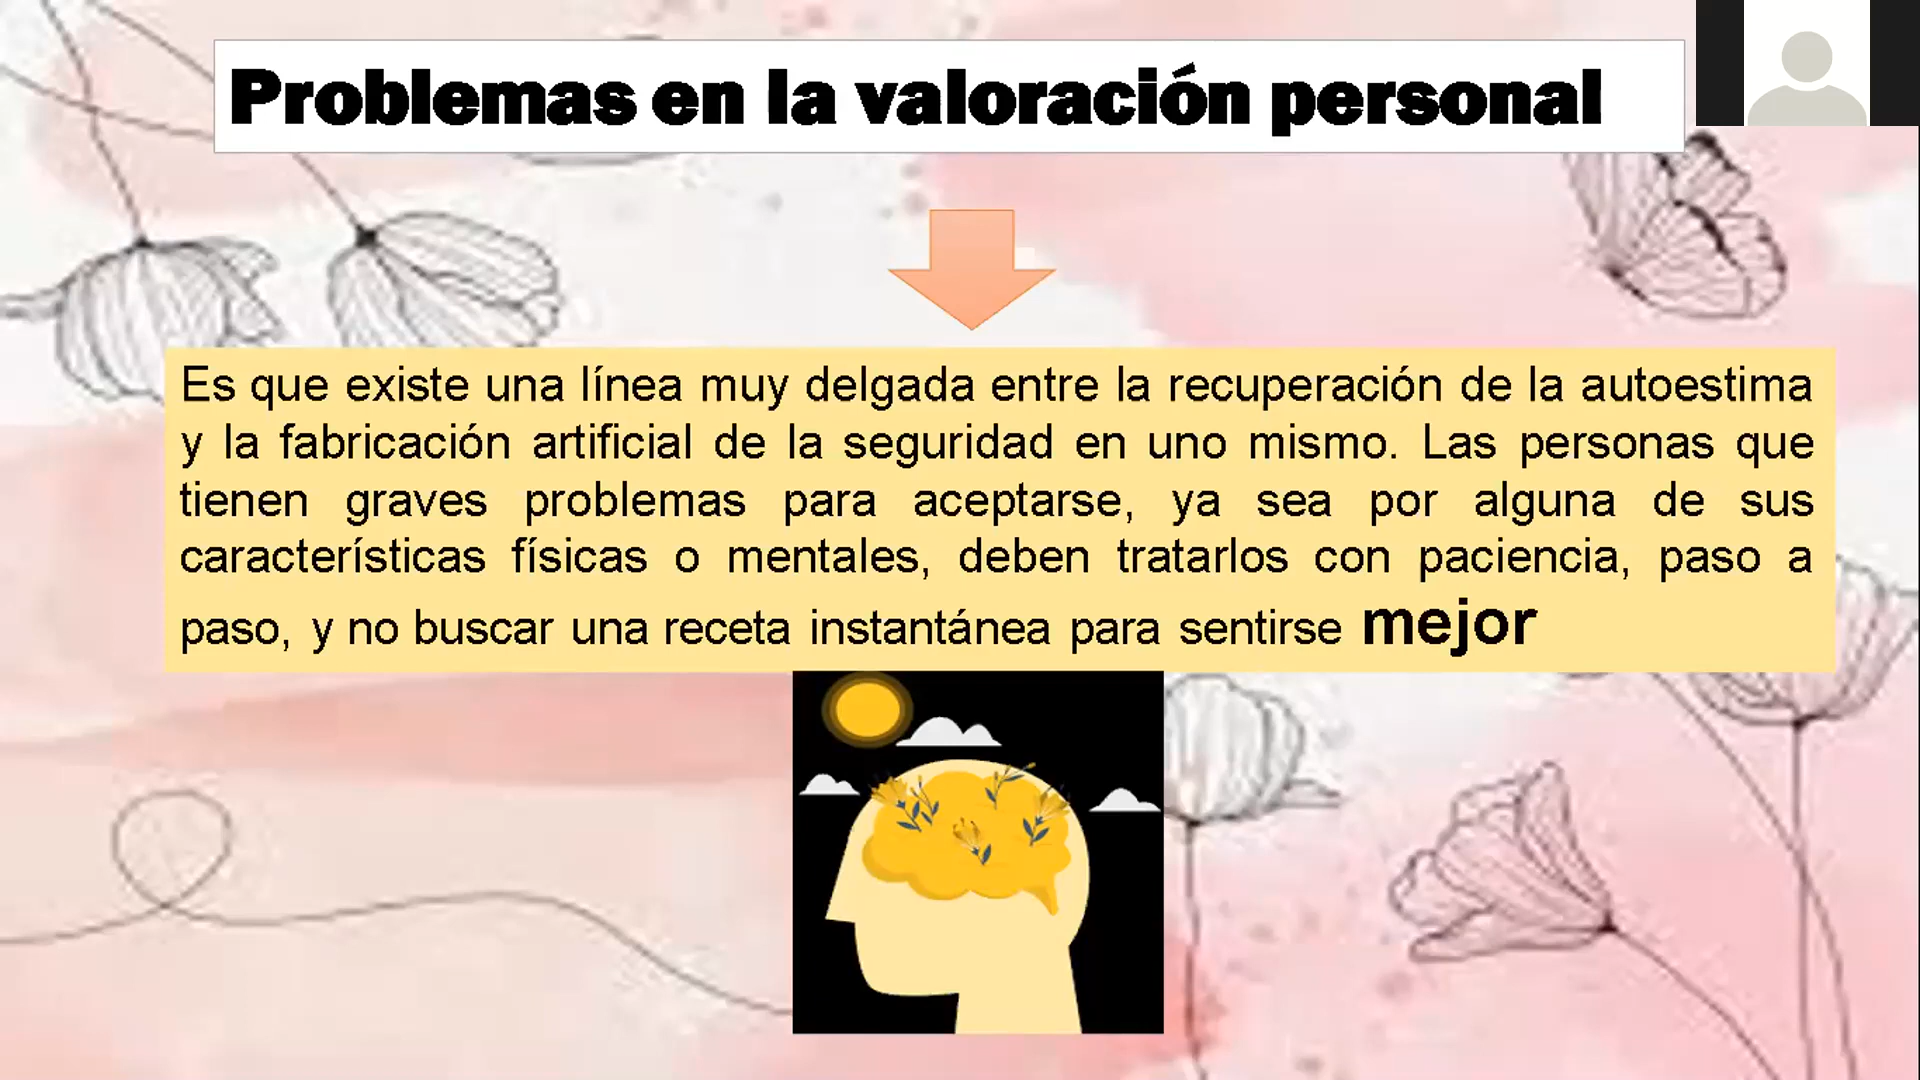 Problemas en la valoración personal
Es que existe una línea muy delgada entre la recuperación de la autoestima
y la fabricación artificial de la seguridad en uno mismo. Las personas que
tienen graves problemas para aceptarse, ya sea por alguna de sus
características físicas o mentales, deben tratarlos con paciencia, paso a
paso, y no buscar una receta instantánea para sentirse mejor